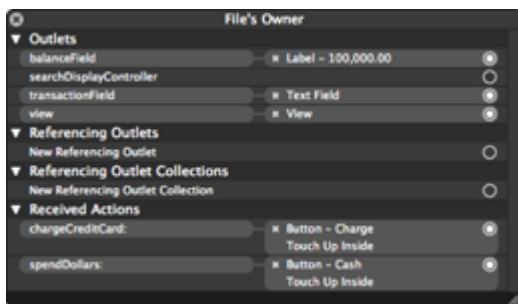 File's Owner
Outlets
balanceField × Label – 100,000.00
searchDisplayController
transactionField × Text Field
view × View
Referencing Outlets
New Referencing Outlet
Referencing Outlet Collections
New Referencing Outlet Collection
Received Actions
chargeCreditCard: × Button – Charge
Touch Up Inside
spendDollars: × Button – Cash
Touch Up Inside